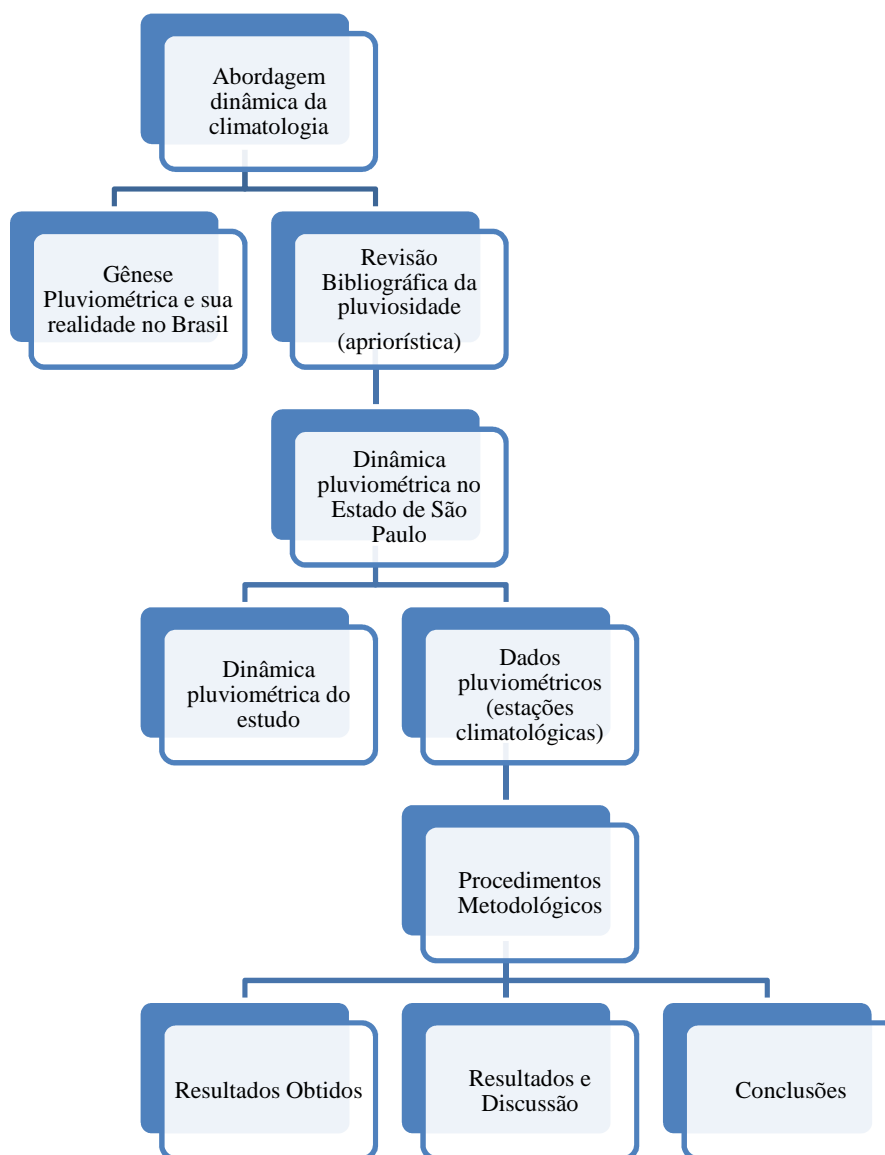 Abordagem
dinâmica da
climatologia
Gênese
Pluviométrica e sua
realidade no Brasil
Revisão
Bibliográfica da
pluviosidade
(apriorística)
Dinâmica
pluviométrica no
Estado de São
Paulo
Dinâmica
pluviométrica do
estudo
Dados
pluviométricos
(estações
climatológicas)
Procedimentos
Metodológicos
Resultados Obtidos
Resultados e
Discussão
Conclusões